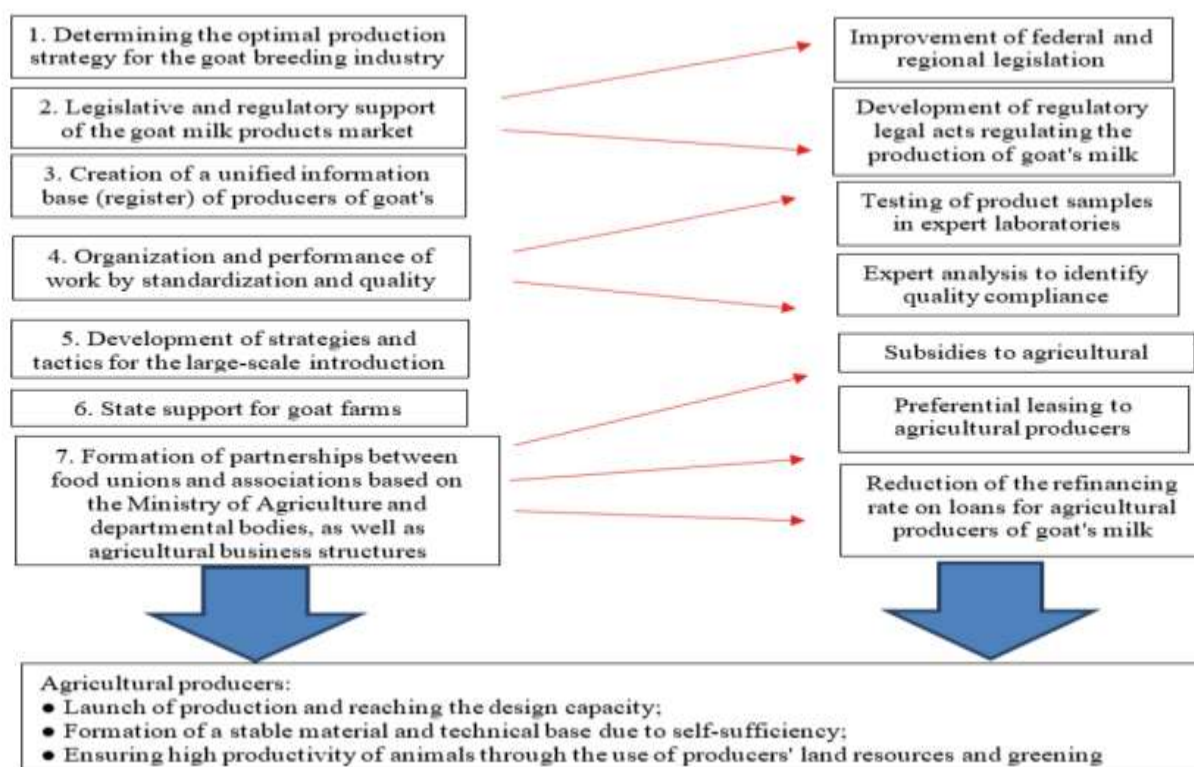 1. Determining the optimal production
strategy for the goat breeding industry
2. Legislative and regulatory support
of the goat milk products market
3. Creation of a unified information
base (register) of producers of goat's
4. Organization and performance of
work by standardization and quality
5. Development of strategies and
tactics for the large-scale introduction
6. State support for goat farms
7. Formation of partnerships between
food unions and associations based on
the Ministry of Agriculture and
departmental bodies, as well as
agricultural business structures
Improvement of federal and
regional legislation
Development of regulatory
legal acts regulating the
production of goat's milk
Testing of product samples
in expert laboratories
Expert analysis to identify
quality compliance
Subsidies to agricultural
Preferential leasing to
agricultural producers
Reduction of the refinancing
rate on loans for agricultural
producers of goat's milk
Agricultural producers:
● Launch of production and reaching the design capacity;
● Formation of a stable material and technical base due to self-sufficiency;
● Ensuring high productivity of animals through the use of producers' land resources and greening